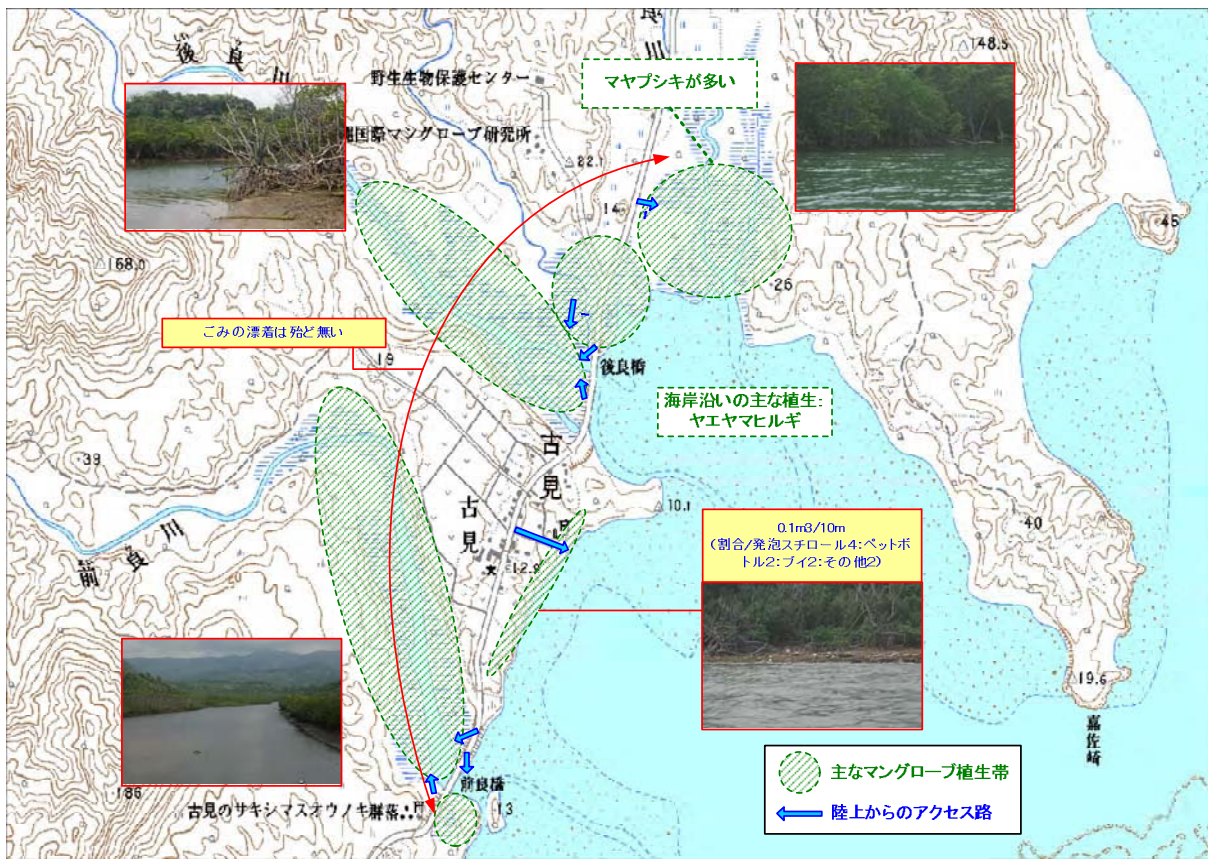 後良川
良川
148.5
野生生物保護センター
マヤプシキが多い
国際マングローブ研究所
22.1
14
45
168.0
26
ごみの漂着は殆ど無い
19
後良橋
海岸沿いの主な植生:
ヤエヤマヒルギ
古見
古見
39
10.1
0.1m3/10m
(割合/発泡スチロール4:ペットボ
トル2:ブイ2:その他2)
40
前良川
12.9
20
19.6
嘉佐崎
主なマングローブ植生帯
前良橋
186
古見のサキシマスオウノキ群落
13
陸上からのアクセス路